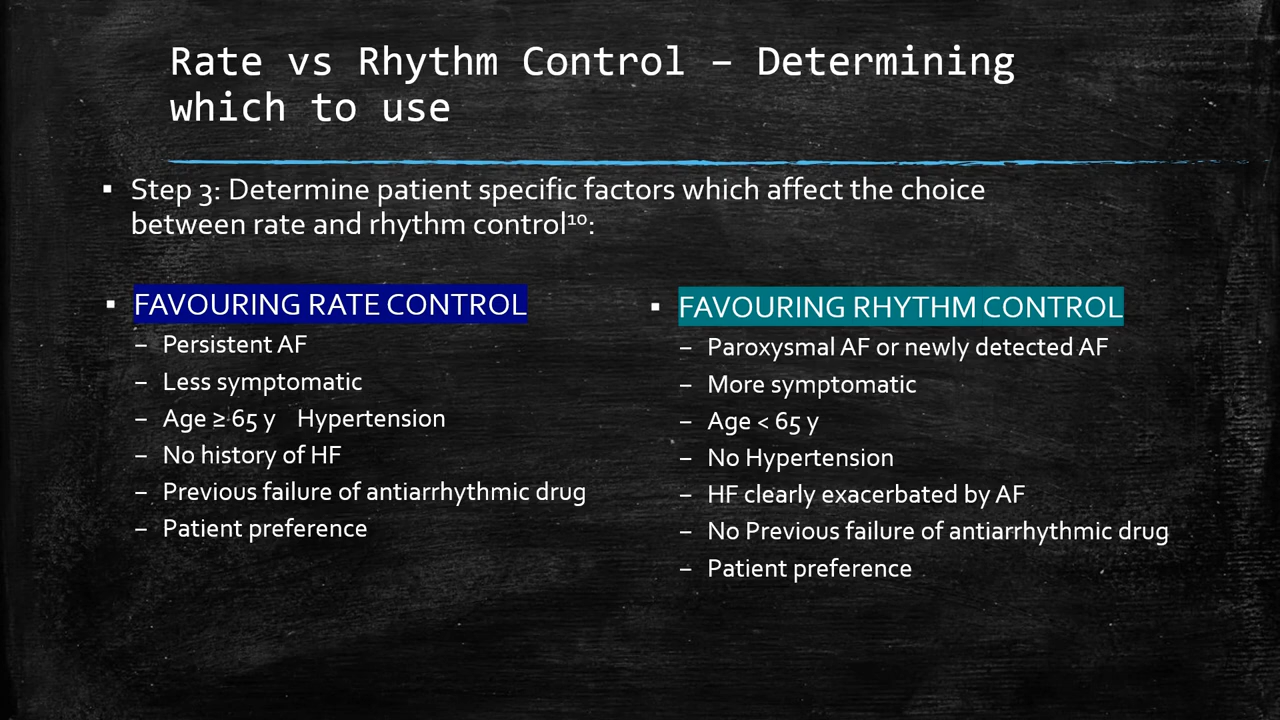 Rate vs Rhythm Control – Determining
which to use
▪ Step 3: Determine patient specific factors which affect the choice
between rate and rhythm control¹⁰:
▪ FAVOURING RATE CONTROL
– Persistent AF
– Less symptomatic
– Age ≥ 65 y Hypertension
– No history of HF
– Previous failure of antiarrhythmic drug
– Patient preference
▪ FAVOURING RHYTHM CONTROL
– Paroxysmal AF or newly detected AF
– More symptomatic
– Age < 65 y
– No Hypertension
– HF clearly exacerbated by AF
– No Previous failure of antiarrhythmic drug
– Patient preference